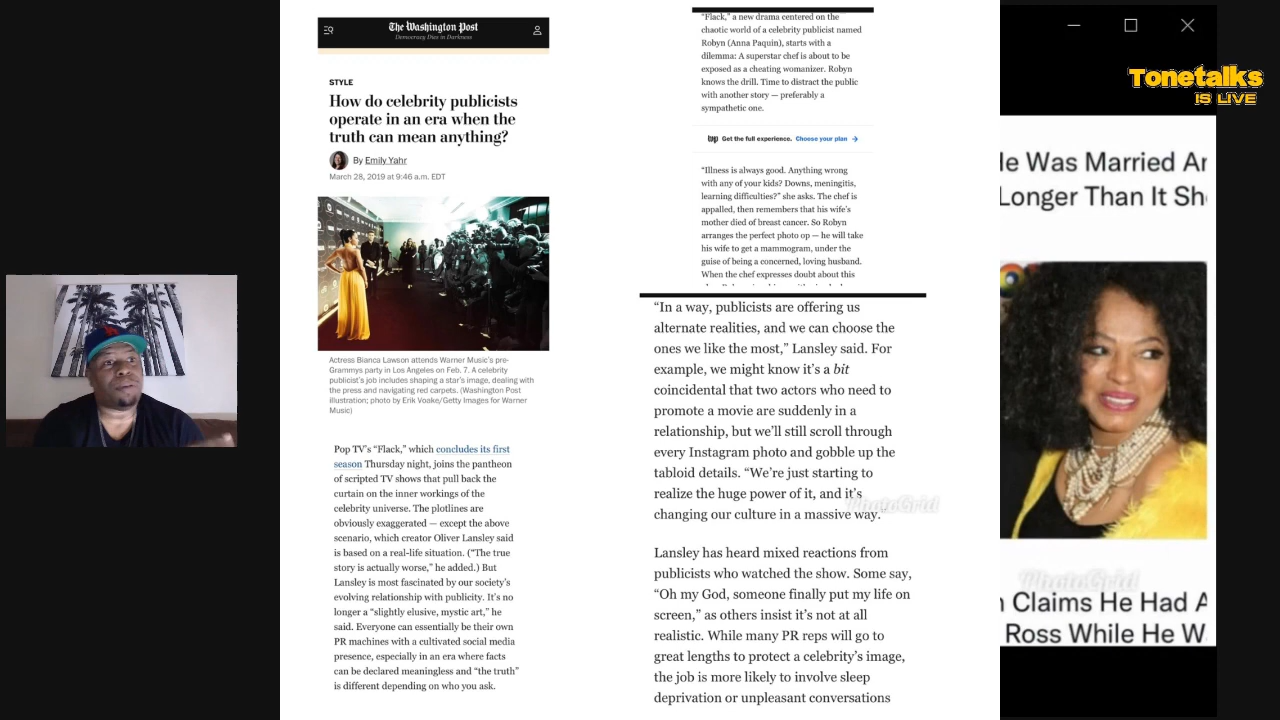 The Washington Post
Democracy Dies in Darkness
STYLE
How do celebrity publicists
operate in an era when the
truth can mean anything?
By Emily Yahr
March 28, 2019 at 9:46 a.m. EDT
Actress Bianca Lawson attends Warner Music's pre-
Grammys party in Los Angeles on Feb. 7. A celebrity
publicist's job includes shaping a star's image, dealing with
the press and navigating red carpets. (Washington Post
illustration; photo by Erik Voake/Getty Images for Warner
Music)
Pop TV's “Flack,” which concludes its first
season Thursday night, joins the pantheon
of scripted TV shows that pull back the
curtain on the inner workings of the
celebrity universe. The plotlines are
obviously exaggerated — except the above
scenario, which creator Oliver Lansley said
is based on a real-life situation. (“The true
story is actually worse,” he added.) But
Lansley is most fascinated by our society's
evolving relationship with publicity. It's no
longer a “slightly elusive, mystic art,” he
said. Everyone can essentially be their own
PR machines with a cultivated social media
presence, especially in an era where facts
can be declared meaningless and “the truth”
is different depending on who you ask.
“Flack,” a new drama centered on the
chaotic world of a celebrity publicist named
Robyn (Anna Paquin), starts with a
dilemma: A superstar chef is about to be
exposed as a cheating womanizer. Robyn
knows the drill. Time to distract the public
with another story — preferably a
sympathetic one.
wp Get the full experience. Choose your plan →
“Illness is always good. Anything wrong
with any of your kids? Downs, meningitis,
learning difficulties?” she asks. The chef is
appalled, then remembers that his wife's
mother died of breast cancer. So Robyn
arranges the perfect photo op — he will take
his wife to get a mammogram, under the
guise of being a concerned, loving husband.
When the chef expresses doubt about this
“In a way, publicists are offering us
alternate realities, and we can choose the
ones we like the most,” Lansley said. For
example, we might know it's a bit
coincidental that two actors who need to
promote a movie are suddenly in a
relationship, but we'll still scroll through
every Instagram photo and gobble up the
tabloid details. “We're just starting to
realize the huge power of it, and it's
changing our culture in a massive way.”
PhotoGrid
Lansley has heard mixed reactions from
publicists who watched the show. Some say,
“Oh my God, someone finally put my life on
screen,” as others insist it's not at all
realistic. While many PR reps will go to
great lengths to protect a celebrity's image,
the job is more likely to involve sleep
deprivation or unpleasant conversations
Tonetalks
IS LIVE
He Was Married
Longer Than It
PhotoGrid
Claims He Had
Ross While He